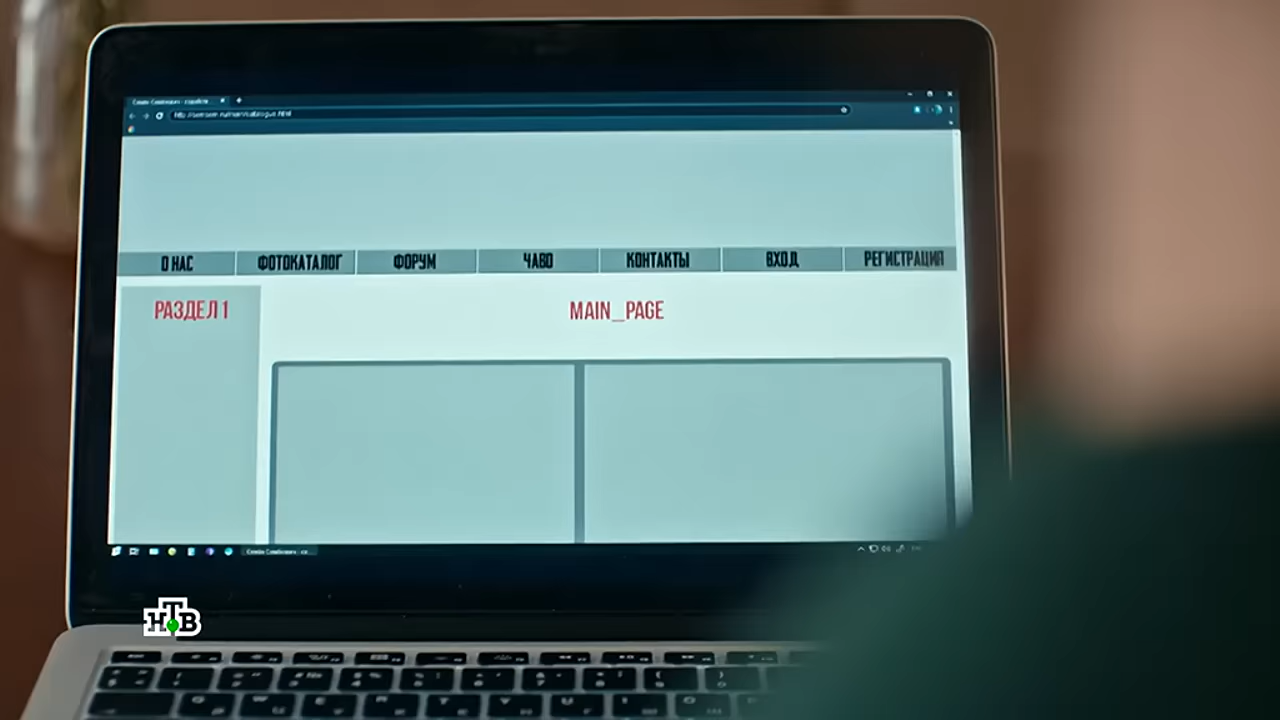 О НАС
ФОТОКАТАЛОГ
ФОРУМ
ЧАВО
КОНТАКТЫ
ВХОД
РЕГИСТРАЦИЯ
РАЗДЕЛ 1
MAIN_PAGE
НТВ